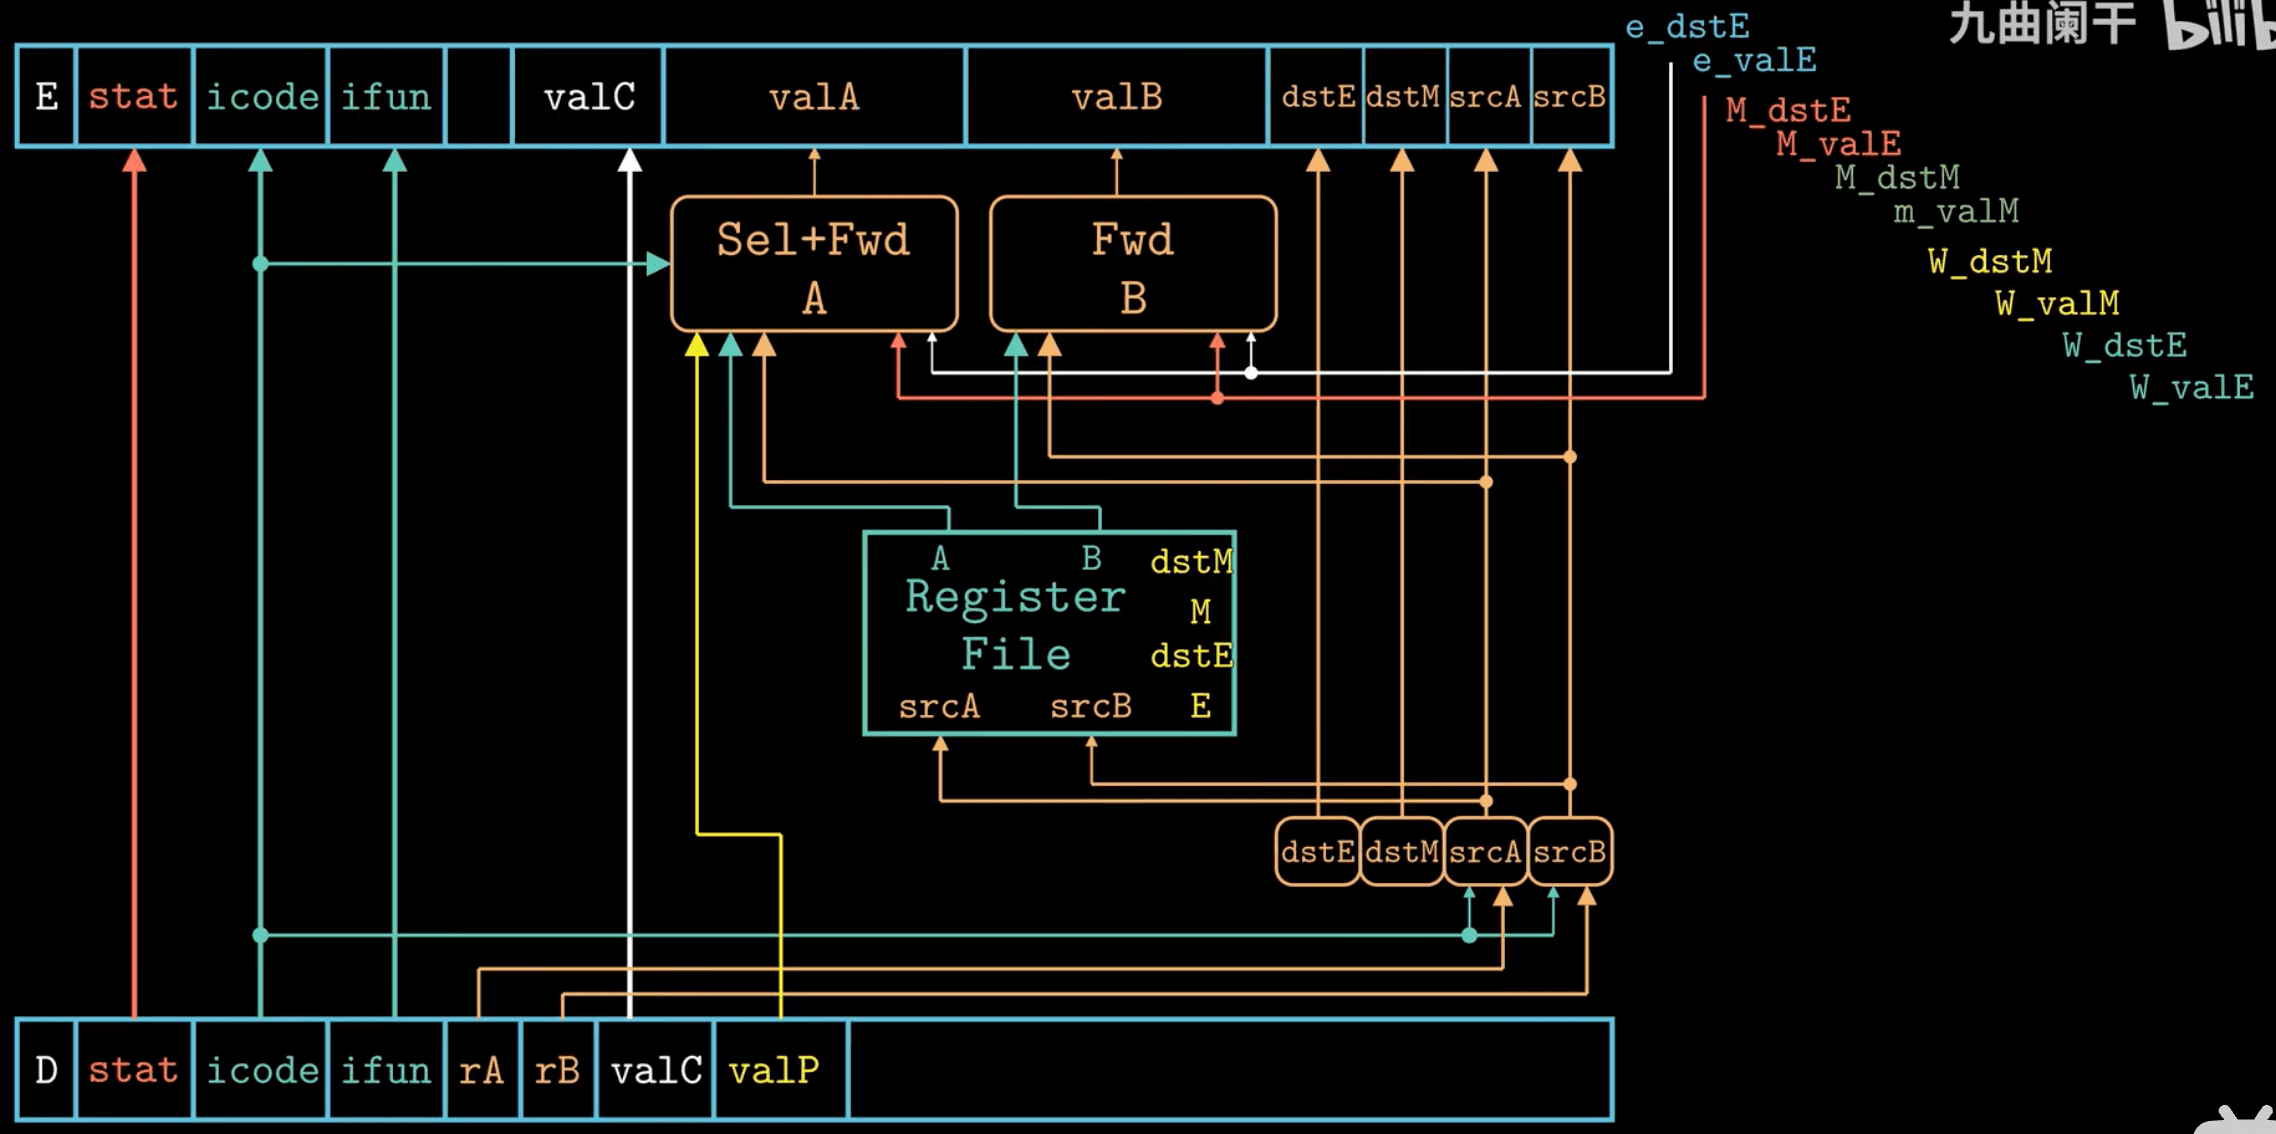 九曲阑干 bilib
e_dstE
e_valE
E stat icode ifun valC valA valB dstE dstM srcA srcB
M_dstE
M_valE
M_dstM
m_valM
Sel+Fwd
A
Fwd
B
W_dstM
W_valM
W_dstE
W_valE
A B dstM
Register
M
File
dstE
srcA srcB E
dstE dstM srcA srcB
D stat icode ifun rA rB valC valP